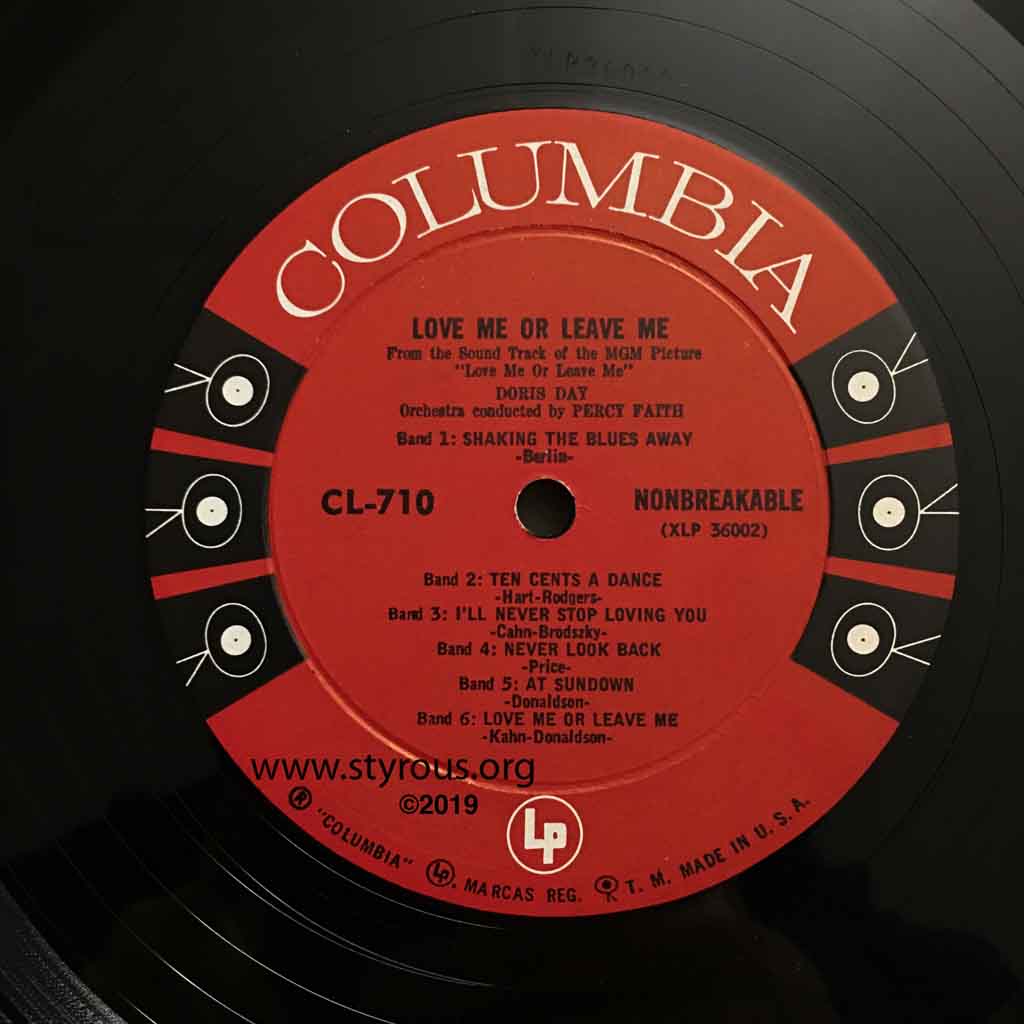 COLUMBIA
LOVE ME OR LEAVE ME
From the Sound Track of the MGM Picture
"Love Me Or Leave Me"
DORIS DAY
Orchestra conducted by PERCY FAITH
Band 1: SHAKING THE BLUES AWAY
-Berlin-
CL-710
NONBREAKABLE
(XLP 36002)
Band 2: TEN CENTS A DANCE
-Hart-Rodgers-
Band 3: I'LL NEVER STOP LOVING YOU
-Cahn-Brodszky-
Band 4: NEVER LOOK BACK
-Price-
Band 5: AT SUNDOWN
-Donaldson-
Band 6: LOVE ME OR LEAVE ME
-Kahn-Donaldson-
www.styrous.org
©2019
LP
® "COLUMBIA" LP, MARCAS REG. T. M. MADE IN U. S. A.